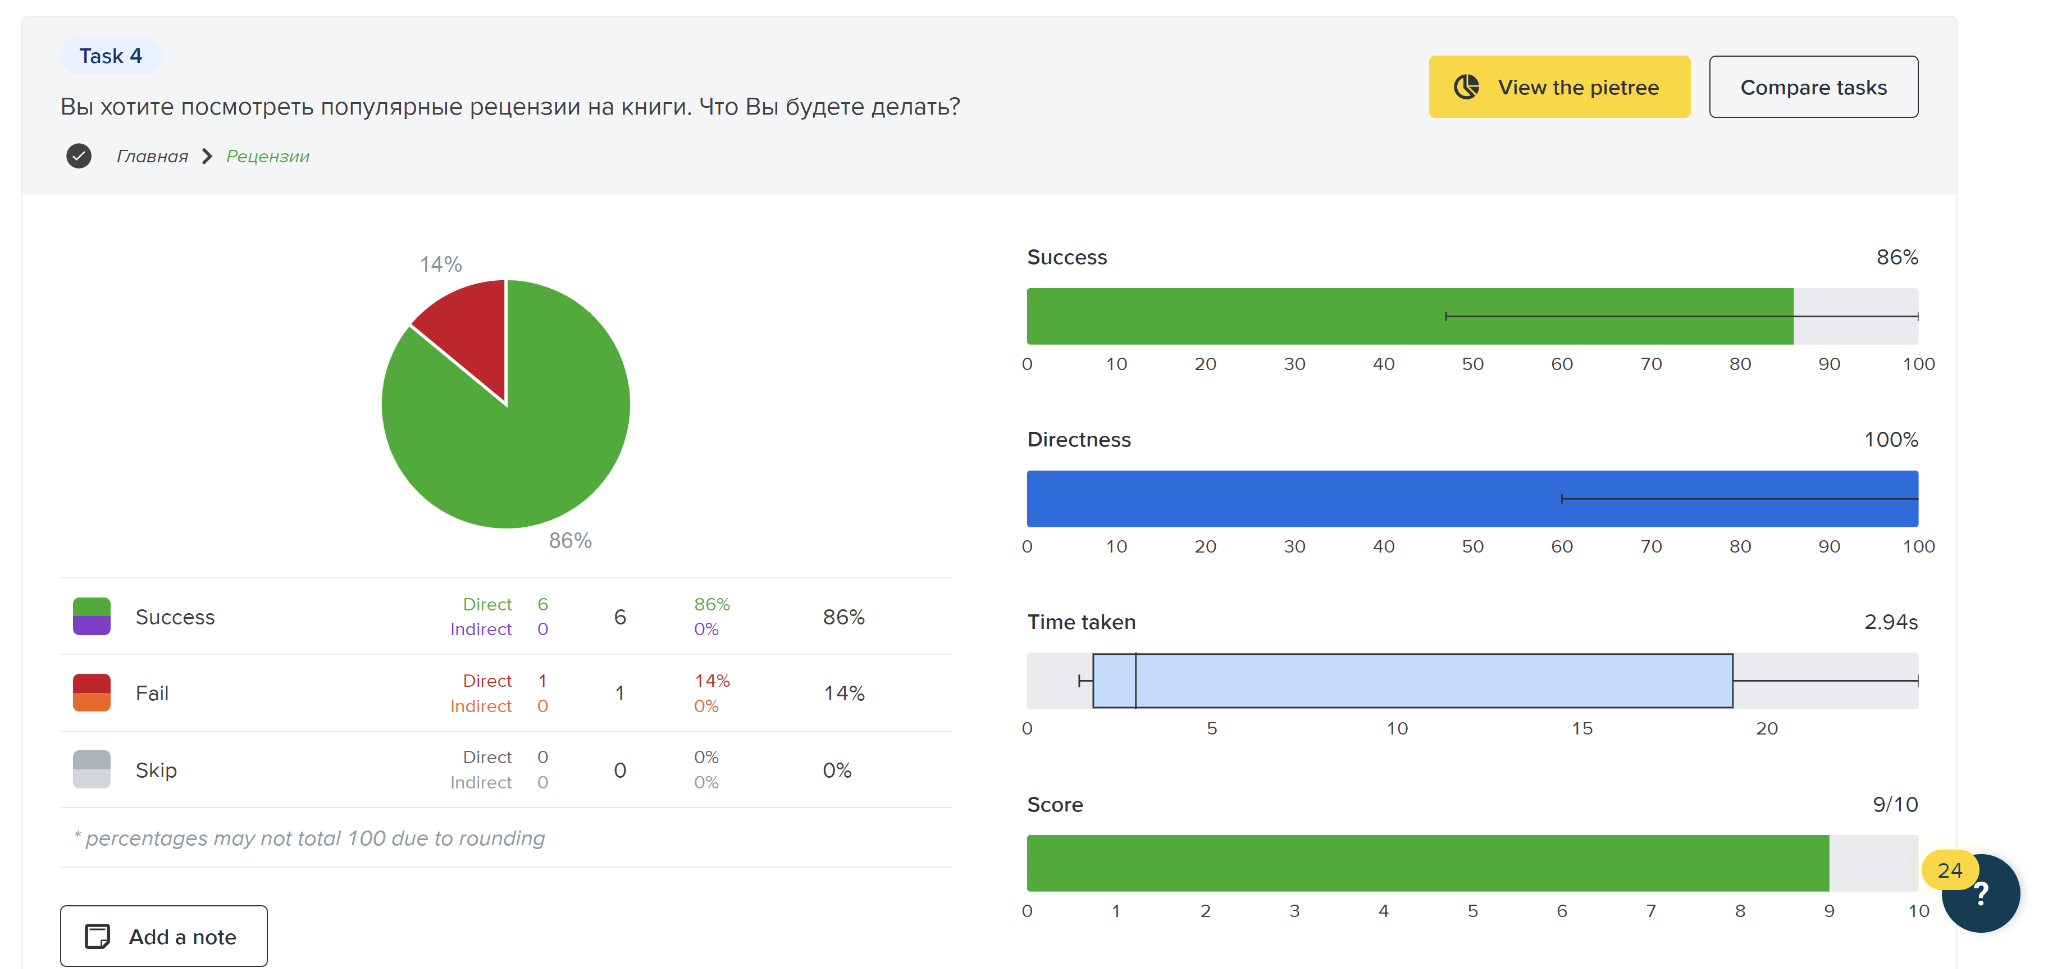 Task 4
Вы хотите посмотреть популярные рецензии на книги. Что Вы будете делать?
Главная > Рецензии
View the pietree
Compare tasks
14%
86%
Success Direct 6 6 86% 86%
Indirect 0 0%
Fail Direct 1 1 14% 14%
Indirect 0 0%
Skip Direct 0 0 0% 0%
Indirect 0 0%
* percentages may not total 100 due to rounding
Add a note
Success 86%
0 10 20 30 40 50 60 70 80 90 100
Directness 100%
0 10 20 30 40 50 60 70 80 90 100
Time taken 2.94s
0 5 10 15 20
Score 9/10
0 1 2 3 4 5 6 7 8 9 10
24
?